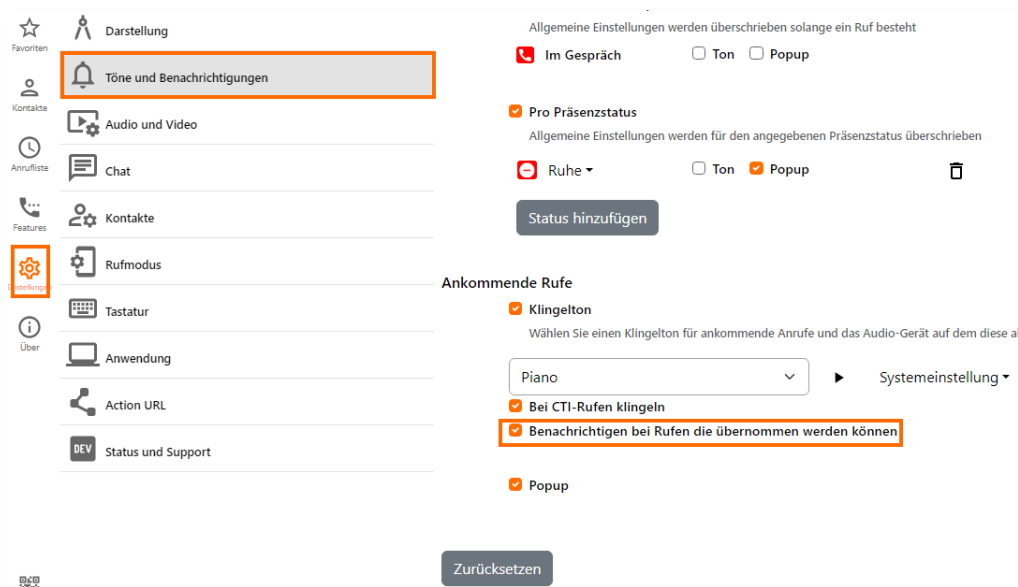 Favoriten
Kontakte
Anrufliste
Features
Einstellungen
Über
Darstellung
Töne und Benachrichtigungen
Audio und Video
Chat
Kontakte
Rufmodus
Tastatur
Anwendung
Action URL
DEV Status und Support
Allgemeine Einstellungen werden überschrieben solange ein Ruf besteht
Im Gespräch Ton Popup
Pro Präsenzstatus
Allgemeine Einstellungen werden für den angegebenen Präsenzstatus überschrieben
Ruhe Ton Popup
Status hinzufügen
Ankommende Rufe
Klingelton
Wählen Sie einen Klingelton für ankommende Anrufe und das Audio-Gerät auf dem diese
Piano Systemeinstellung
Bei CTI-Rufen klingeln
Benachrichtigen bei Rufen die übernommen werden können
Popup
Zurücksetzen